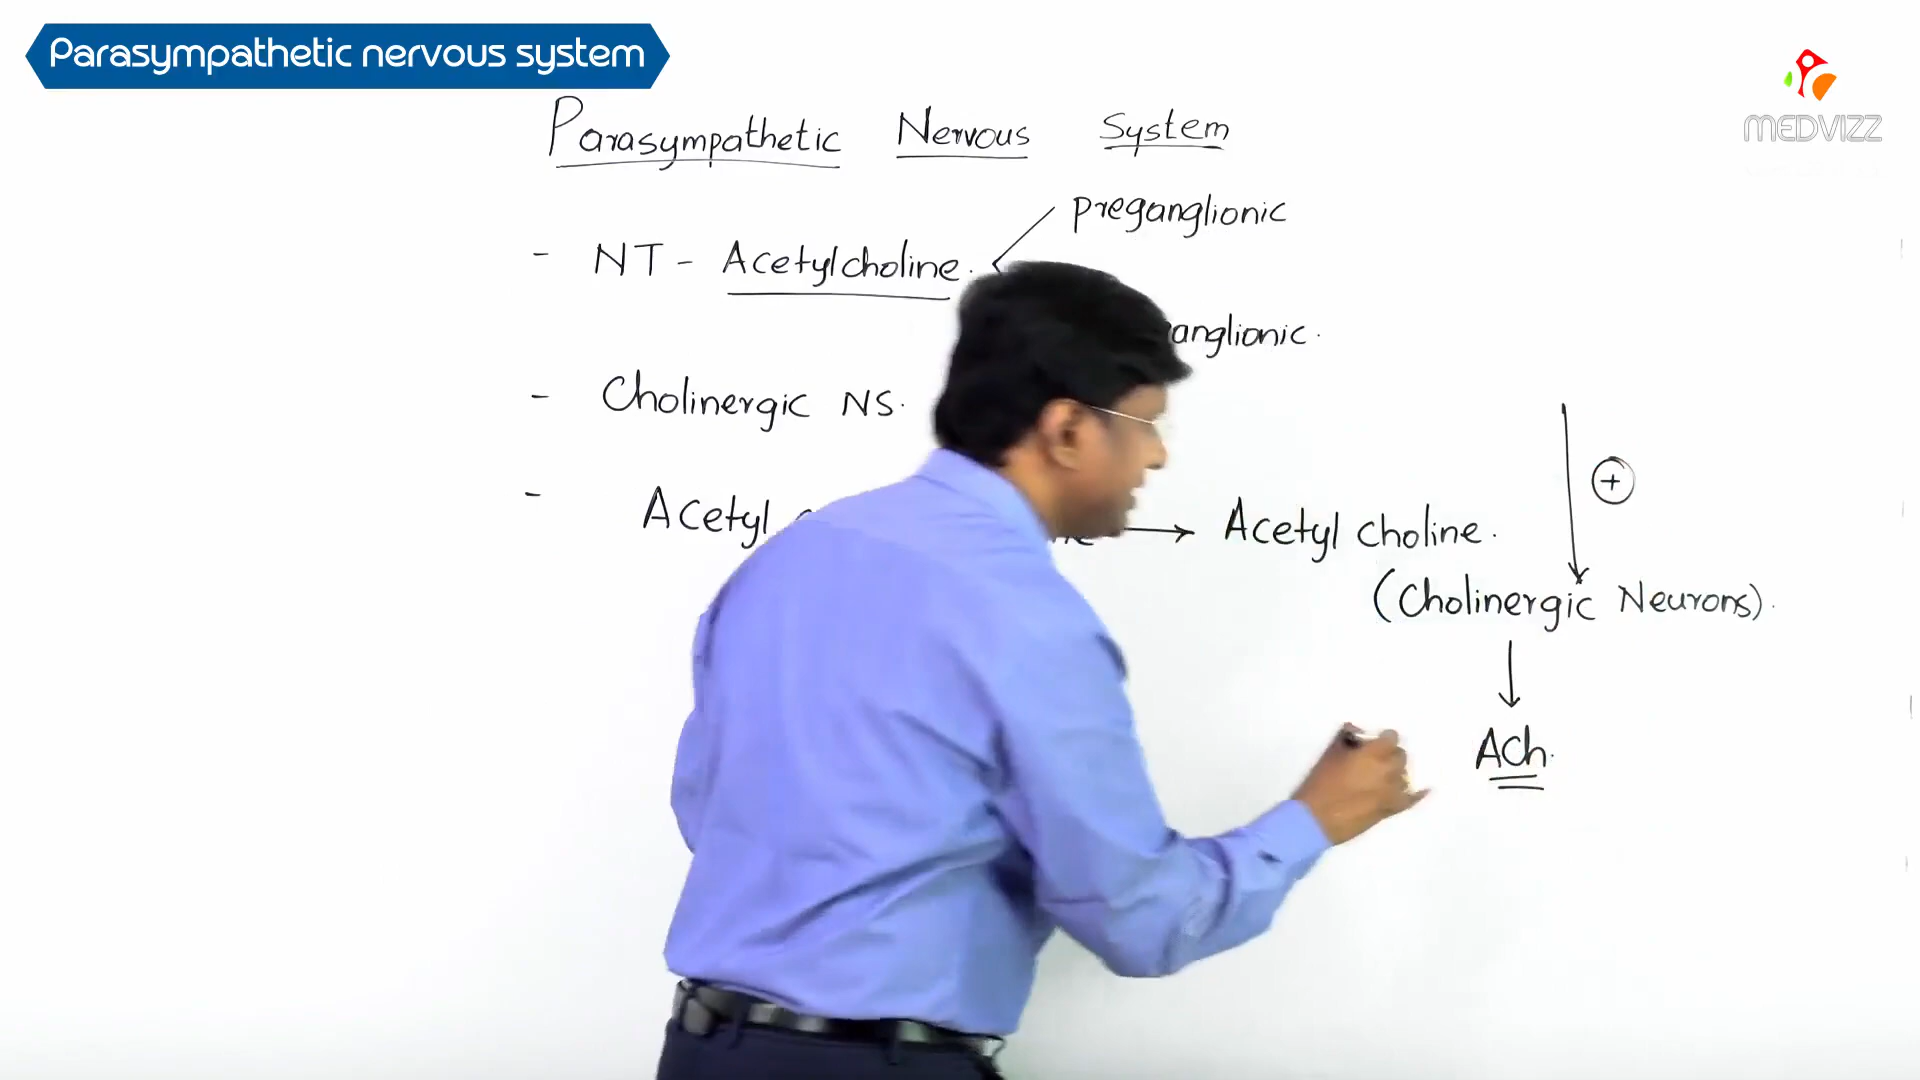 Parasympathetic nervous system
MEDVIZZ
Parasympathetic Nervous System
preganglionic
- NT - Acetylcholine.
anglionic.
- Cholinergic NS.
+
- Acetyl → Acetyl choline.
(Cholinergic Neurons).
ACh.